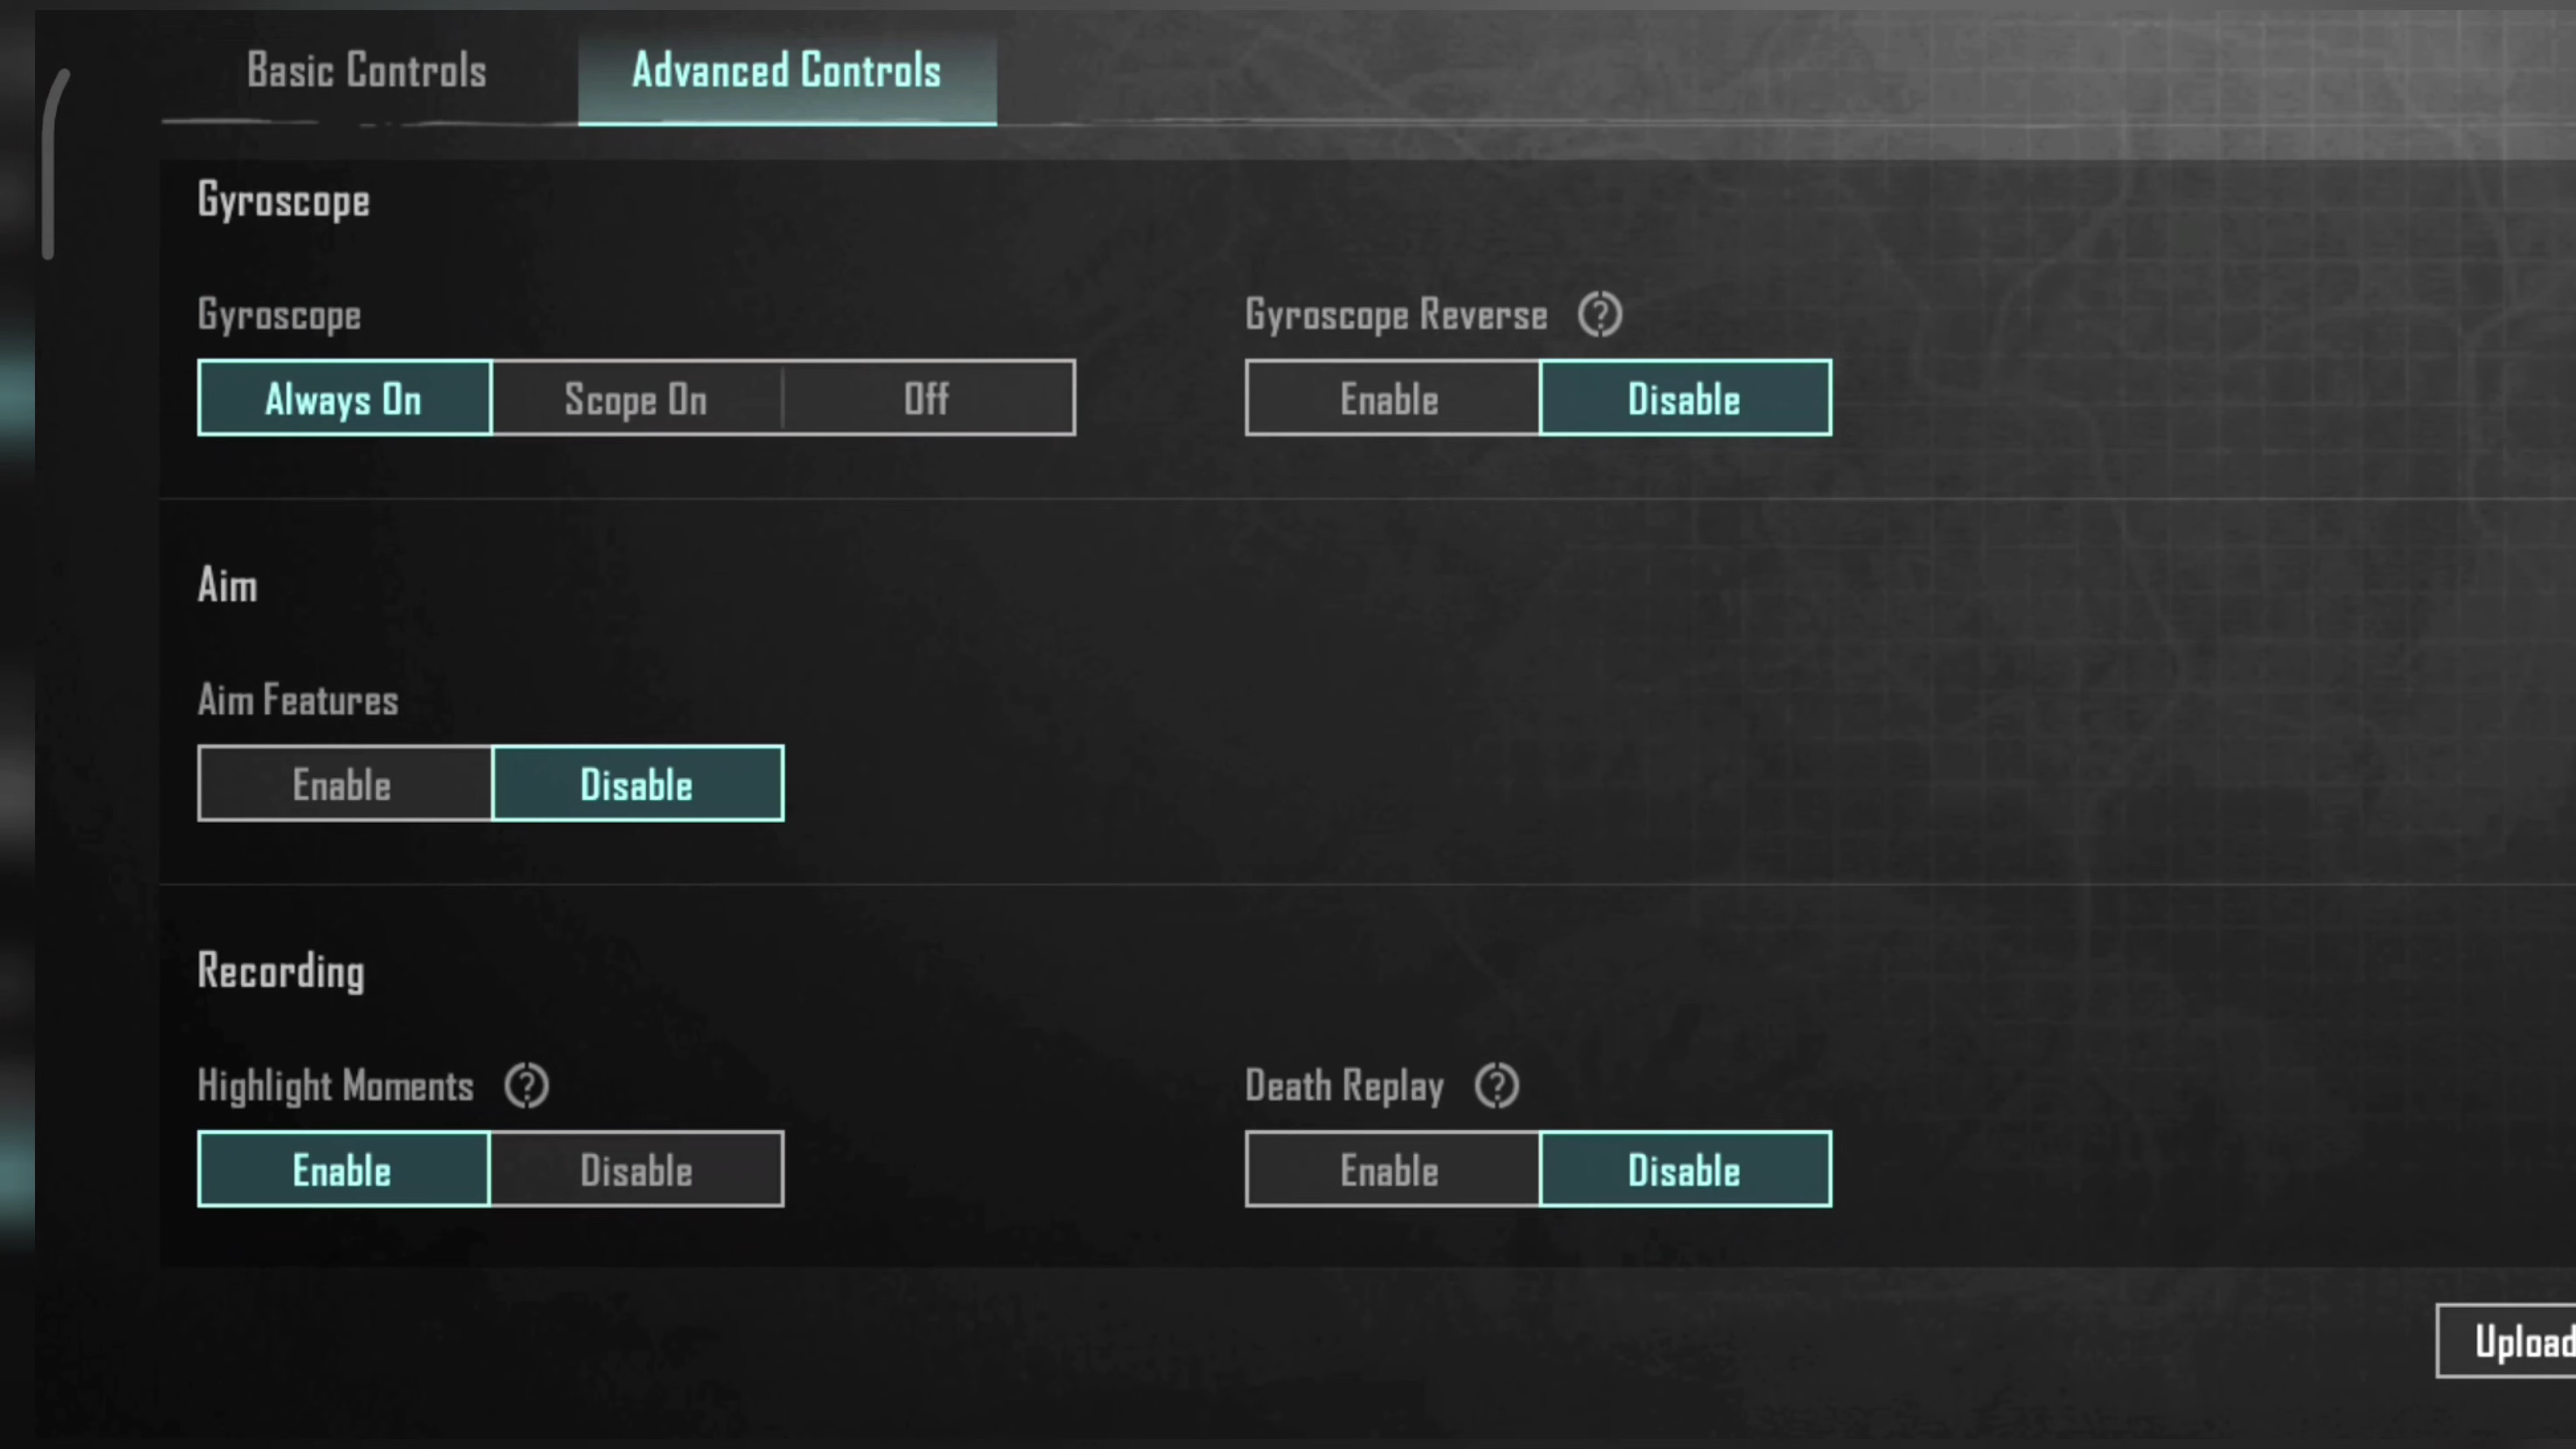 Basic Controls Advanced Controls
Gyroscope
Gyroscope Gyroscope Reverse ?
Always On Scope On Off Enable Disable
Aim
Aim Features
Enable Disable
Recording
Highlight Moments ? Death Replay ?
Enable Disable Enable Disable
Upload